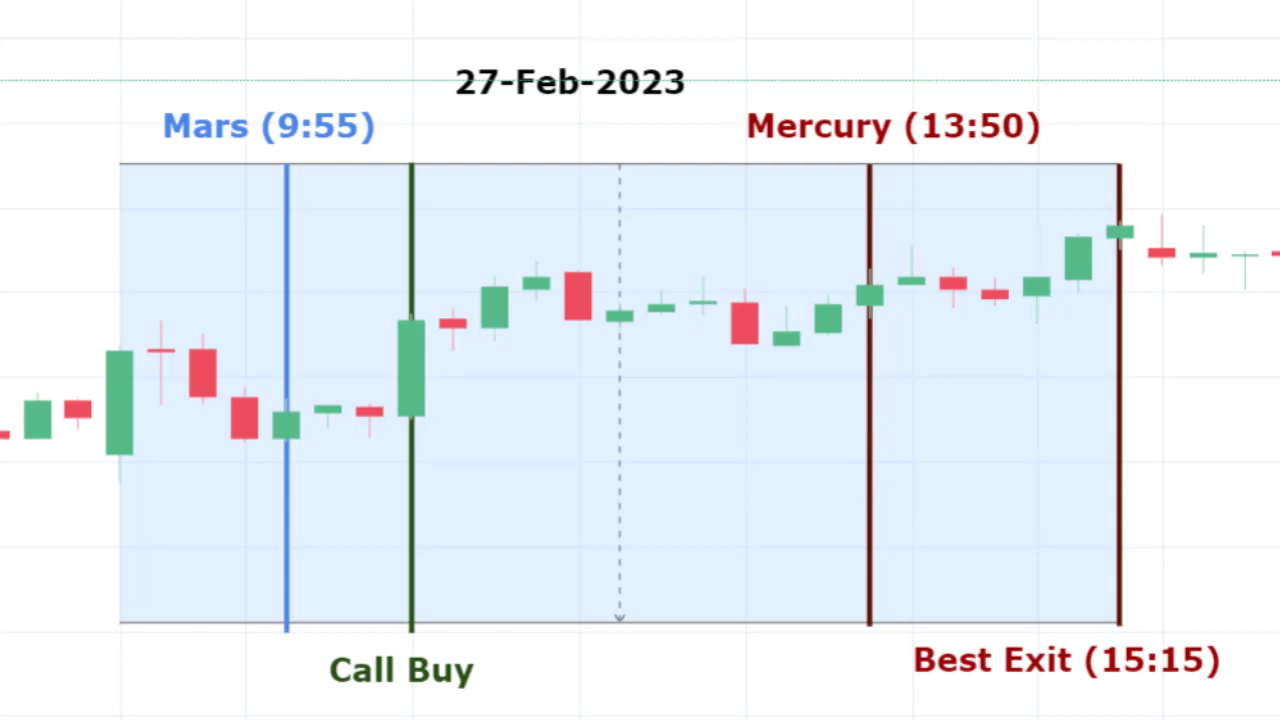 27-Feb-2023
Mars (9:55)
Mercury (13:50)
Call Buy
Best Exit (15:15)